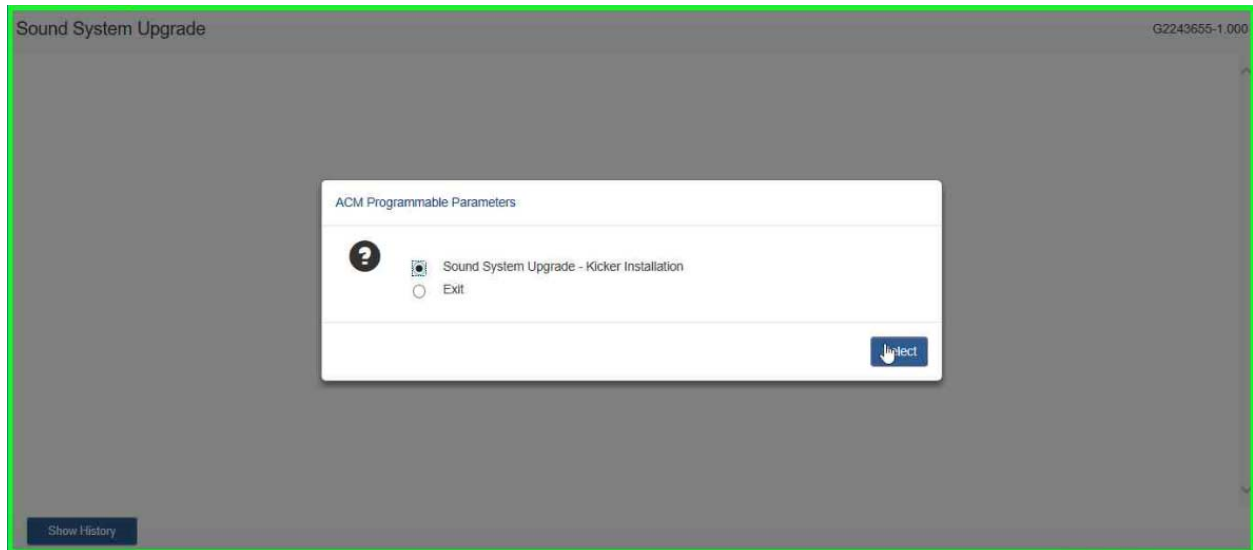 Sound System Upgrade
G2243655-1.000
ACM Programmable Parameters
Sound System Upgrade - Kicker Installation
Exit
Show History